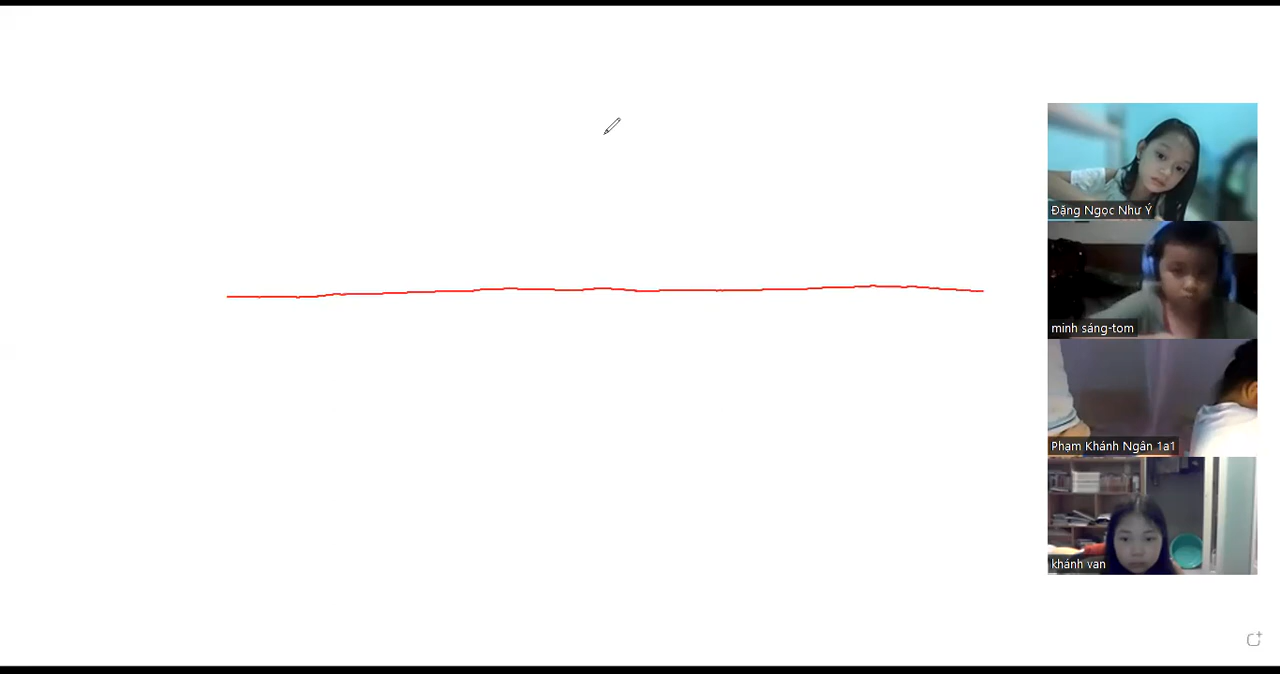 Đặng Ngọc Như Ý
minh sáng-tom
Phạm Khánh Ngân 1a1
khánh van